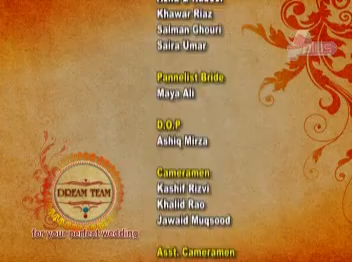 Khawar Riaz
Salman Ghouri
Saira Umar
Pannelist Bride
Maya Ali
D.O.P
Ashiq Mirza
Cameramen
Kashif Rizvi
Khalid Rao
Jawaid Muqsood
Asst. Cameramen
DREAM TEAM
for your perfect wedding
plus